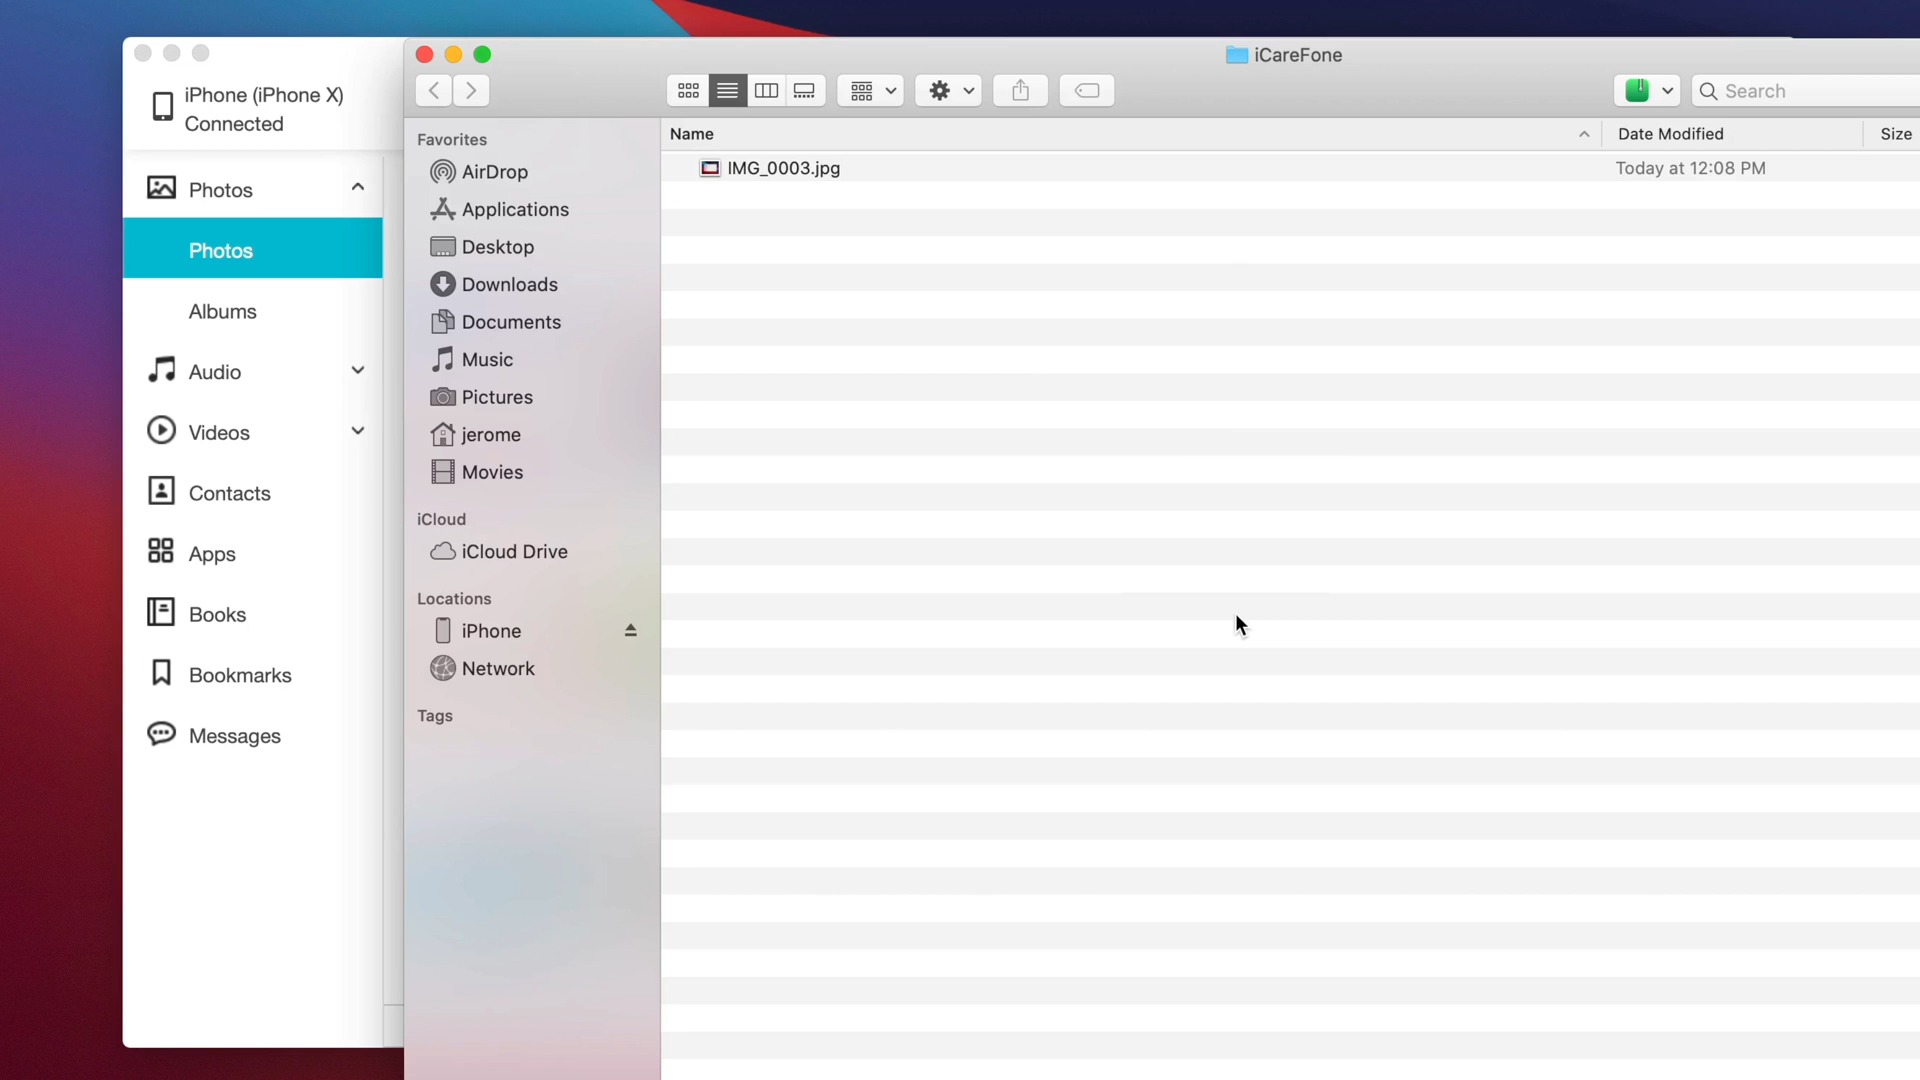 iPhone (iPhone X)
Connected
Photos
Photos
Albums
Audio
Videos
Contacts
Apps
Books
Bookmarks
Messages
iCareFone
Search
Favorites
AirDrop
Applications
Desktop
Downloads
Documents
Music
Pictures
jerome
Movies
iCloud
iCloud Drive
Locations
iPhone
Network
Tags
Name Date Modified Size
IMG_0003.jpg Today at 12:08 PM